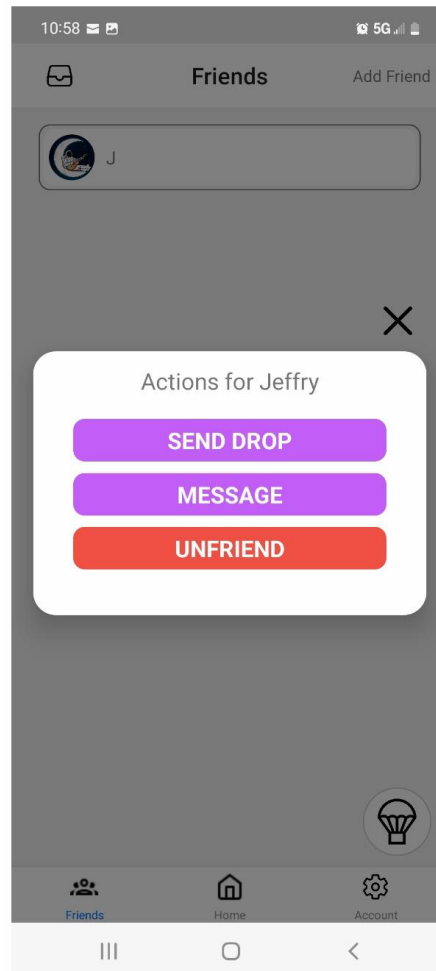 10:58
5G
Friends
Add Friend
J
Actions for Jeffry
SEND DROP
MESSAGE
UNFRIEND
Friends
Home
Account